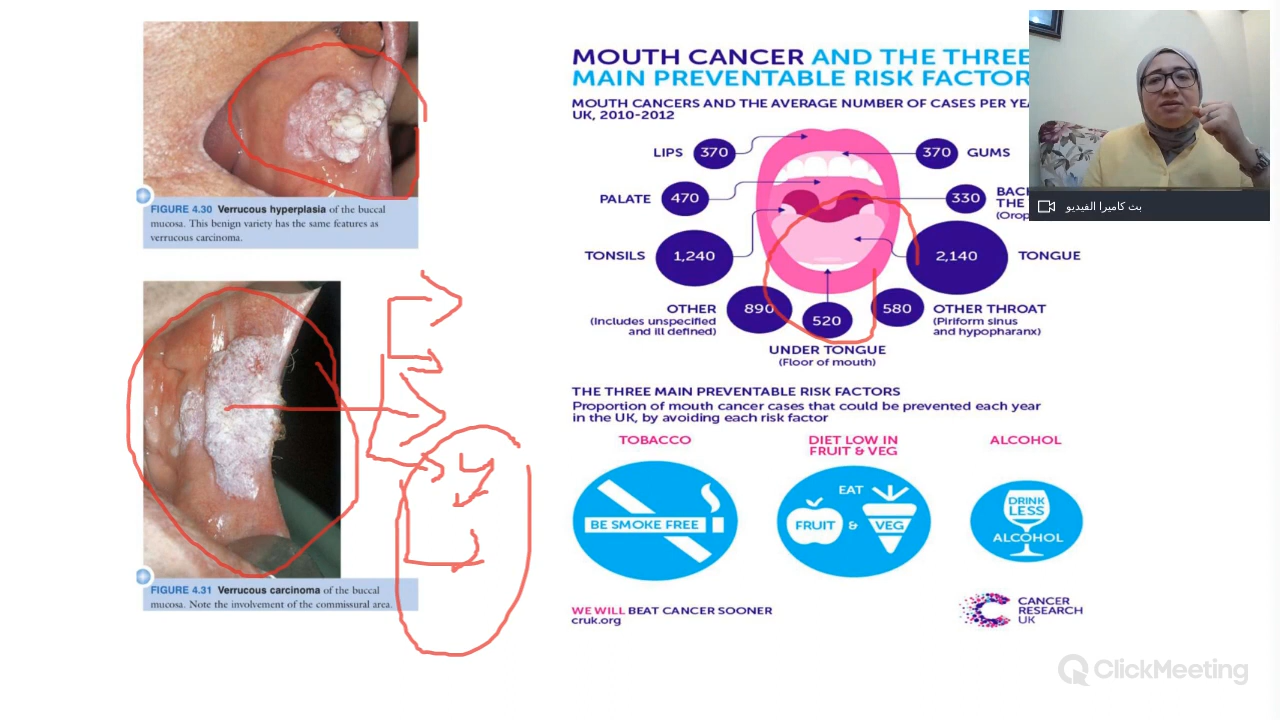 FIGURE 4.30 Verrucous hyperplasia of the buccal
mucosa. This benign variety has the same features as
verrucous carcinoma.
FIGURE 4.31 Verrucous carcinoma of the buccal
mucosa. Note the involvement of the commissural area.
MOUTH CANCER AND THE THREE
MAIN PREVENTABLE RISK FACTOR
MOUTH CANCERS AND THE AVERAGE NUMBER OF CASES PER YEA
UK, 2010-2012
LIPS 370
370 GUMS
PALATE 470
330 BAC
THE
(Orop
TONSILS 1,240
2,140 TONGUE
OTHER 890
(Includes unspecified
and ill defined)
520
UNDER TONGUE
(Floor of mouth)
580 OTHER THROAT
(Piriform sinus
and hypopharanx)
THE THREE MAIN PREVENTABLE RISK FACTORS
Proportion of mouth cancer cases that could be prevented each year
in the UK, by avoiding each risk factor
TOBACCO
BE SMOKE FREE
DIET LOW IN
FRUIT & VEG
EAT
FRUIT & VEG
ALCOHOL
DRINK
LESS
ALCOHOL
WE WILL BEAT CANCER SOONER
cruk.org
CANCER
RESEARCH
UK
بث كاميرا الفيديو
ClickMeeting